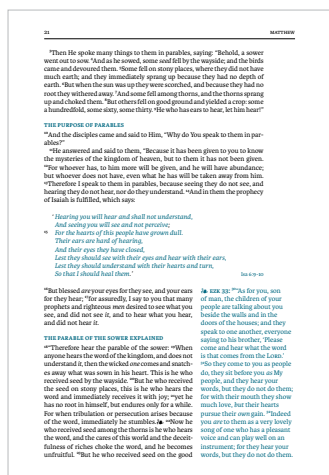 21 MATTHEW
³Then He spoke many things to them in parables, saying: “Behold, a sower
went out to sow. ⁴And as he sowed, some seed fell by the wayside; and the birds
came and devoured them. ⁵Some fell on stony places, where they did not have
much earth; and they immediately sprang up because they had no depth of
earth. ⁶But when the sun was up they were scorched, and because they had no
root they withered away. ⁷And some fell among thorns, and the thorns sprang
up and choked them. ⁸But others fell on good ground and yielded a crop: some
a hundredfold, some sixty, some thirty. ⁹He who has ears to hear, let him hear!”
THE PURPOSE OF PARABLES
¹⁰And the disciples came and said to Him, “Why do You speak to them in par-
ables?”
¹¹He answered and said to them, “Because it has been given to you to know
the mysteries of the kingdom of heaven, but to them it has not been given.
¹²For whoever has, to him more will be given, and he will have abundance;
but whoever does not have, even what he has will be taken away from him.
¹³Therefore I speak to them in parables, because seeing they do not see, and
hearing they do not hear, nor do they understand. ¹⁴And in them the prophecy
of Isaiah is fulfilled, which says:
‘Hearing you will hear and shall not understand,
And seeing you will see and not perceive;
¹⁵ For the hearts of this people have grown dull.
Their ears are hard of hearing,
And their eyes they have closed,
Lest they should see with their eyes and hear with their ears,
Lest they should understand with their hearts and turn,
So that I should heal them.’ Isa 6:9–10
¹⁶But blessed are your eyes for they see, and your ears
for they hear; ¹⁷for assuredly, I say to you that many
prophets and righteous men desired to see what you
see, and did not see it, and to hear what you hear,
and did not hear it.
THE PARABLE OF THE SOWER EXPLAINED
¹⁸“Therefore hear the parable of the sower: ¹⁹When
anyone hears the word of the kingdom, and does not
understand it, then the wicked one comes and snatch-
es away what was sown in his heart. This is he who
received seed by the wayside. ²⁰But he who received
the seed on stony places, this is he who hears the
word and immediately receives it with joy; ²¹yet he
has no root in himself, but endures only for a while.
For when tribulation or persecution arises because
of the word, immediately he stumbles. ²²Now he
who received seed among the thorns is he who hears
the word, and the cares of this world and the deceit-
fulness of riches choke the word, and he becomes
unfruitful. ²³But he who received seed on the good
EZK 33: ³⁰“As for you, son
of man, the children of your
people are talking about you
beside the walls and in the
doors of the houses; and they
speak to one another, everyone
saying to his brother, ‘Please
come and hear what the word
is that comes from the LORD.’
³¹So they come to you as people
do, they sit before you as My
people, and they hear your
words, but they do not do them;
for with their mouth they show
much love, but their hearts
pursue their own gain. ³²Indeed
you are to them as a very lovely
song of one who has a pleasant
voice and can play well on an
instrument; for they hear your
words, but they do not do them.